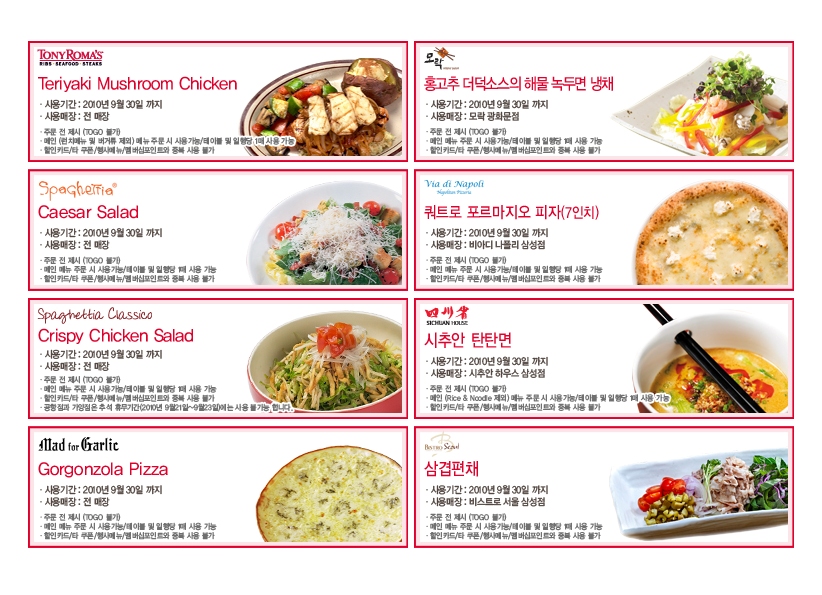 TONY ROMA'S
RIBS · SEAFOOD · STEAKS
Teriyaki Mushroom Chicken
· 사용기간 : 2010년 9월 30일 까지
· 사용매장 : 전 매장
· 주문 전 제시 (TOGO 불가)
· 메인 (런치메뉴 및 버거류 제외) 메뉴 주문 시 사용가능/테이블 및 일행당 1매 사용 가능
· 할인카드/타 쿠폰/행사메뉴/멤버십포인트와 중복 사용 불가
모락
홍고추 더덕소스의 해물 녹두면 냉채
· 사용기간 : 2010년 9월 30일 까지
· 사용매장 : 모락 광화문점
· 주문 전 제시 (TOGO 불가)
· 메인 메뉴 주문 시 사용가능/테이블 및 일행당 1매 사용 가능
· 할인카드/타 쿠폰/행사메뉴/멤버십포인트와 중복 사용 불가
Spaghettia®
Caesar Salad
· 사용기간 : 2010년 9월 30일 까지
· 사용매장 : 전 매장
· 주문 전 제시 (TOGO 불가)
· 메인 메뉴 주문 시 사용가능/테이블 및 일행당 1매 사용 가능
· 할인카드/타 쿠폰/행사메뉴/멤버십포인트와 중복 사용 불가
Via di Napoli
Neapolitan Pizzeria
쿼트로 포르마지오 피자(7인치)
· 사용기간 : 2010년 9월 30일 까지
· 사용매장 : 비아디 나폴리 삼성점
· 주문 전 제시 (TOGO 불가)
· 메인 메뉴 주문 시 사용가능/테이블 및 일행당 1매 사용 가능
· 할인카드/타 쿠폰/행사메뉴/멤버십포인트와 중복 사용 불가
Spaghettia Classico
Crispy Chicken Salad
· 사용기간 : 2010년 9월 30일 까지
· 사용매장 : 전 매장
· 주문 전 제시 (TOGO 불가)
· 메인 메뉴 주문 시 사용가능/테이블 및 일행당 1매 사용 가능
· 할인카드/타 쿠폰/행사메뉴/멤버십포인트와 중복 사용 불가
· 공항점과 가양점은 추석 휴무기간(2010년 9월21일~9월23일)에는 사용 불가능 합니다.
四川省
SICHUAN HOUSE
시추안 탄탄면
· 사용기간 : 2010년 9월 30일 까지
· 사용매장 : 시추안 하우스 삼성점
· 주문 전 제시 (TOGO 불가)
· 메인 (Rice & Noodle 제외) 메뉴 주문 시 사용가능/테이블 및 일행당 1매 사용 가능
· 할인카드/타 쿠폰/행사메뉴/멤버십포인트와 중복 사용 불가
Mad for Garlic
Gorgonzola Pizza
· 사용기간 : 2010년 9월 30일 까지
· 사용매장 : 전 매장
· 주문 전 제시 (TOGO 불가)
· 메인 메뉴 주문 시 사용가능/테이블 및 일행당 1매 사용 가능
· 할인카드/타 쿠폰/행사메뉴/멤버십포인트와 중복 사용 불가
BISTRO Seoul
삼겹편채
· 사용기간 : 2010년 9월 30일 까지
· 사용매장 : 비스트로 서울 삼성점
· 주문 전 제시 (TOGO 불가)
· 메인 메뉴 주문 시 사용가능/테이블 및 일행당 1매 사용 가능
· 할인카드/타 쿠폰/행사메뉴/멤버십포인트와 중복 사용 불가